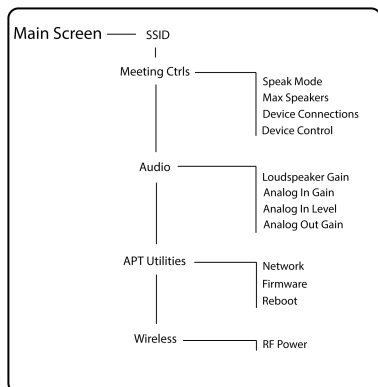 Main Screen SSID
Meeting Ctrls
Speak Mode
Max Speakers
Device Connections
Device Control
Audio
Loudspeaker Gain
Analog In Gain
Analog In Level
Analog Out Gain
APT Utilities
Network
Firmware
Reboot
Wireless
RF Power